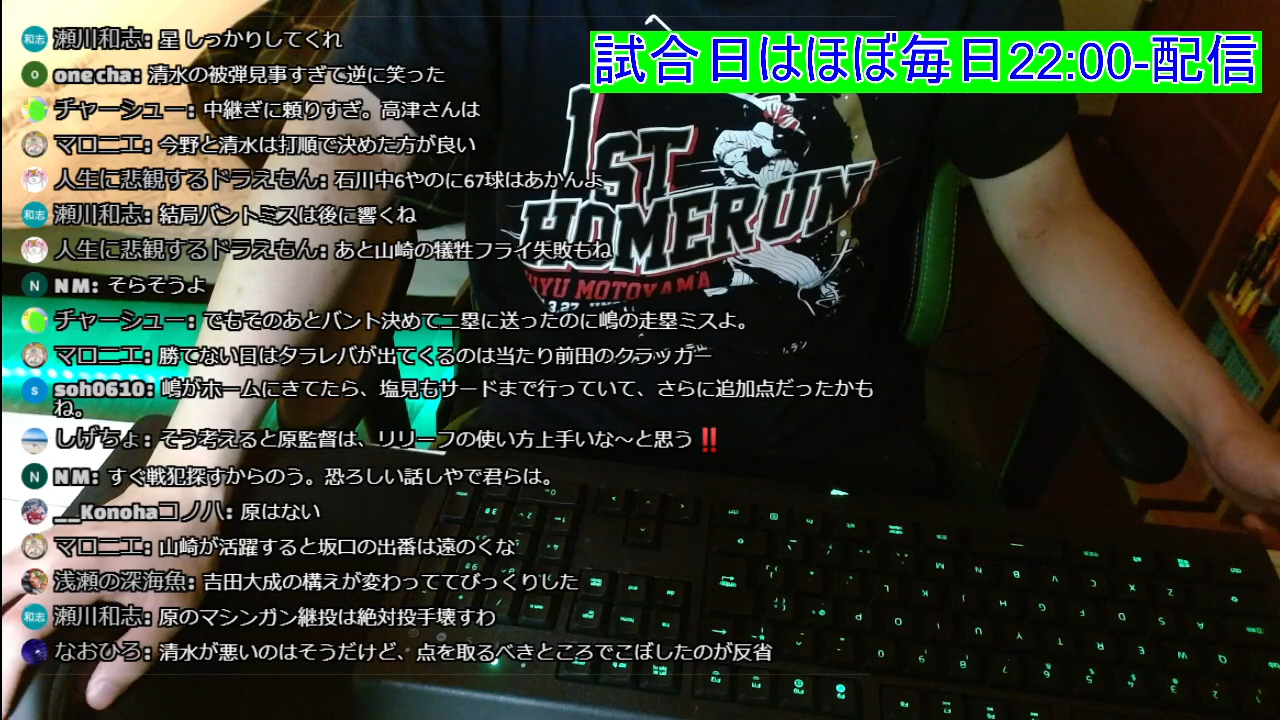 試合日はほぼ毎日22:00-配信
和志 瀬川和志: 星しっかりしてくれ
O onecha: 清水の被弾見事すぎて逆に笑った
チャーシュー: 中継ぎに頼りすぎ。高津さんは
マロニエ: 今野と清水は打順で決めた方が良い
人生に悲観するドラえもん: 石川中6やのに67球はあかんよ
和志 瀬川和志: 結局バントミスは後に響くね
人生に悲観するドラえもん: あと山崎の犠牲フライ失敗もね
N NM: そらそうよ
チャーシュー: でもそのあとバント決めて二塁に送ったのに嶋の走塁ミスよ。
マロニエ: 勝てない日はタラレバが出てくるのは当たり前田のクラッカー
s soh0610: 嶋がホームにきてたら、塩見もサードまで行っていて、さらに追加点だったかも
ね。
しげちょ: そう考えると原監督は、リリーフの使い方上手いな〜と思う‼
N NM: すぐ戦犯探すからのう。恐ろしい話しやで君らは。
__Konohaコノハ: 原はない
マロニエ: 山崎が活躍すると坂口の出番は遠のくな
浅瀬の深海魚: 吉田大成の構えが変わっててびっくりした
和志 瀬川和志: 原のマシンガン継投は絶対投手壊すわ
なおひろ: 清水が悪いのはそうだけど、点を取るべきところでこぼしたのが反省
1ST
HOMERUN
YU MOTOYAMA
3.27